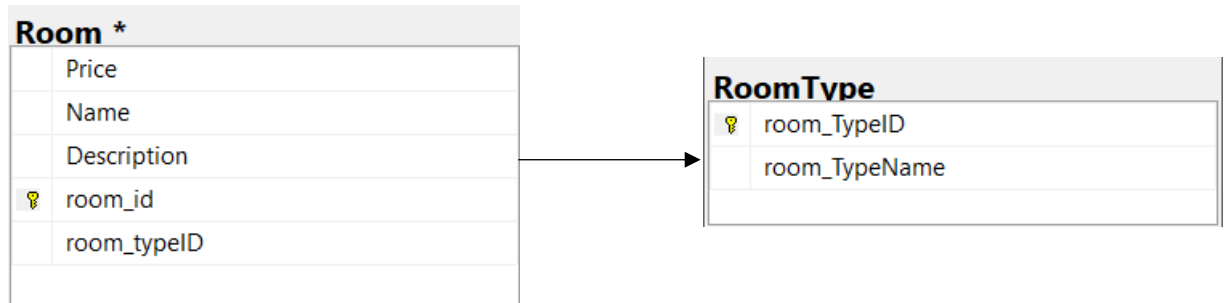 Room *
Price
Name
Description
room_id
room_typeID
RoomType
room_TypeID
room_TypeName